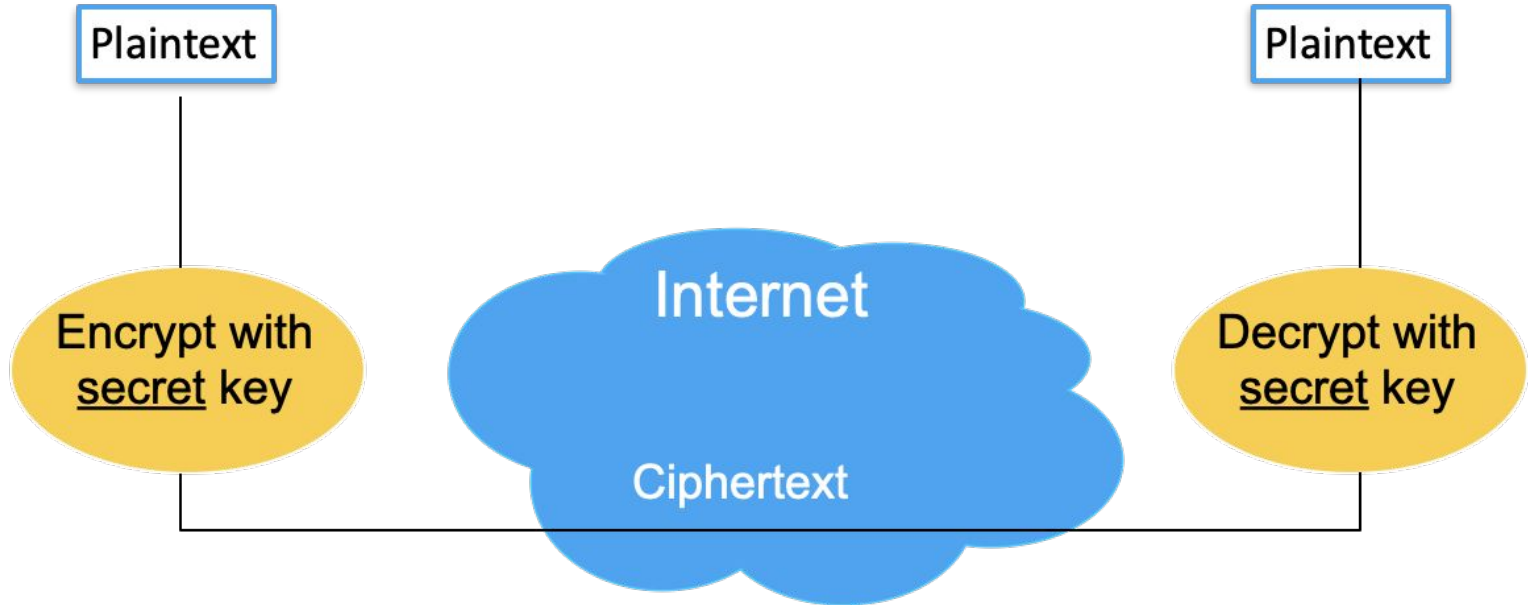 Plaintext
Plaintext
Encrypt with
secret key
Internet
Ciphertext
Decrypt with
secret key